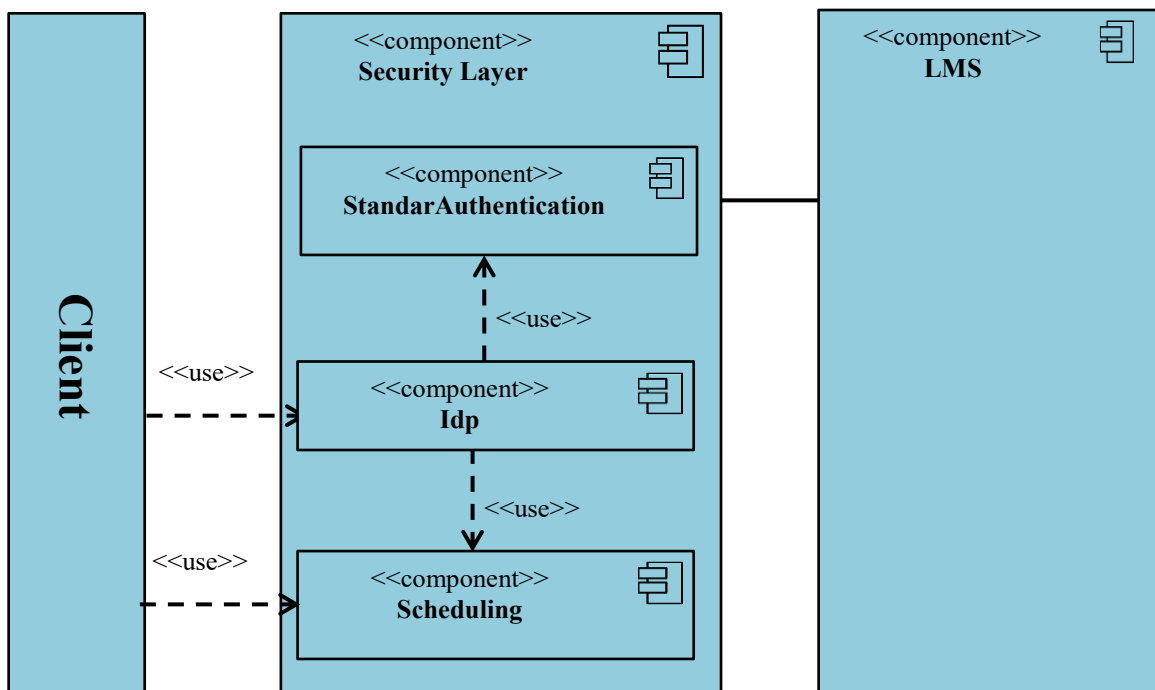 <<component>>
Security Layer
<<component>>
LMS
<<component>>
StandarAuthentication
<<use>>
Client
<<use>>
<<component>>
Idp
<<use>>
<<use>>
<<component>>
Scheduling